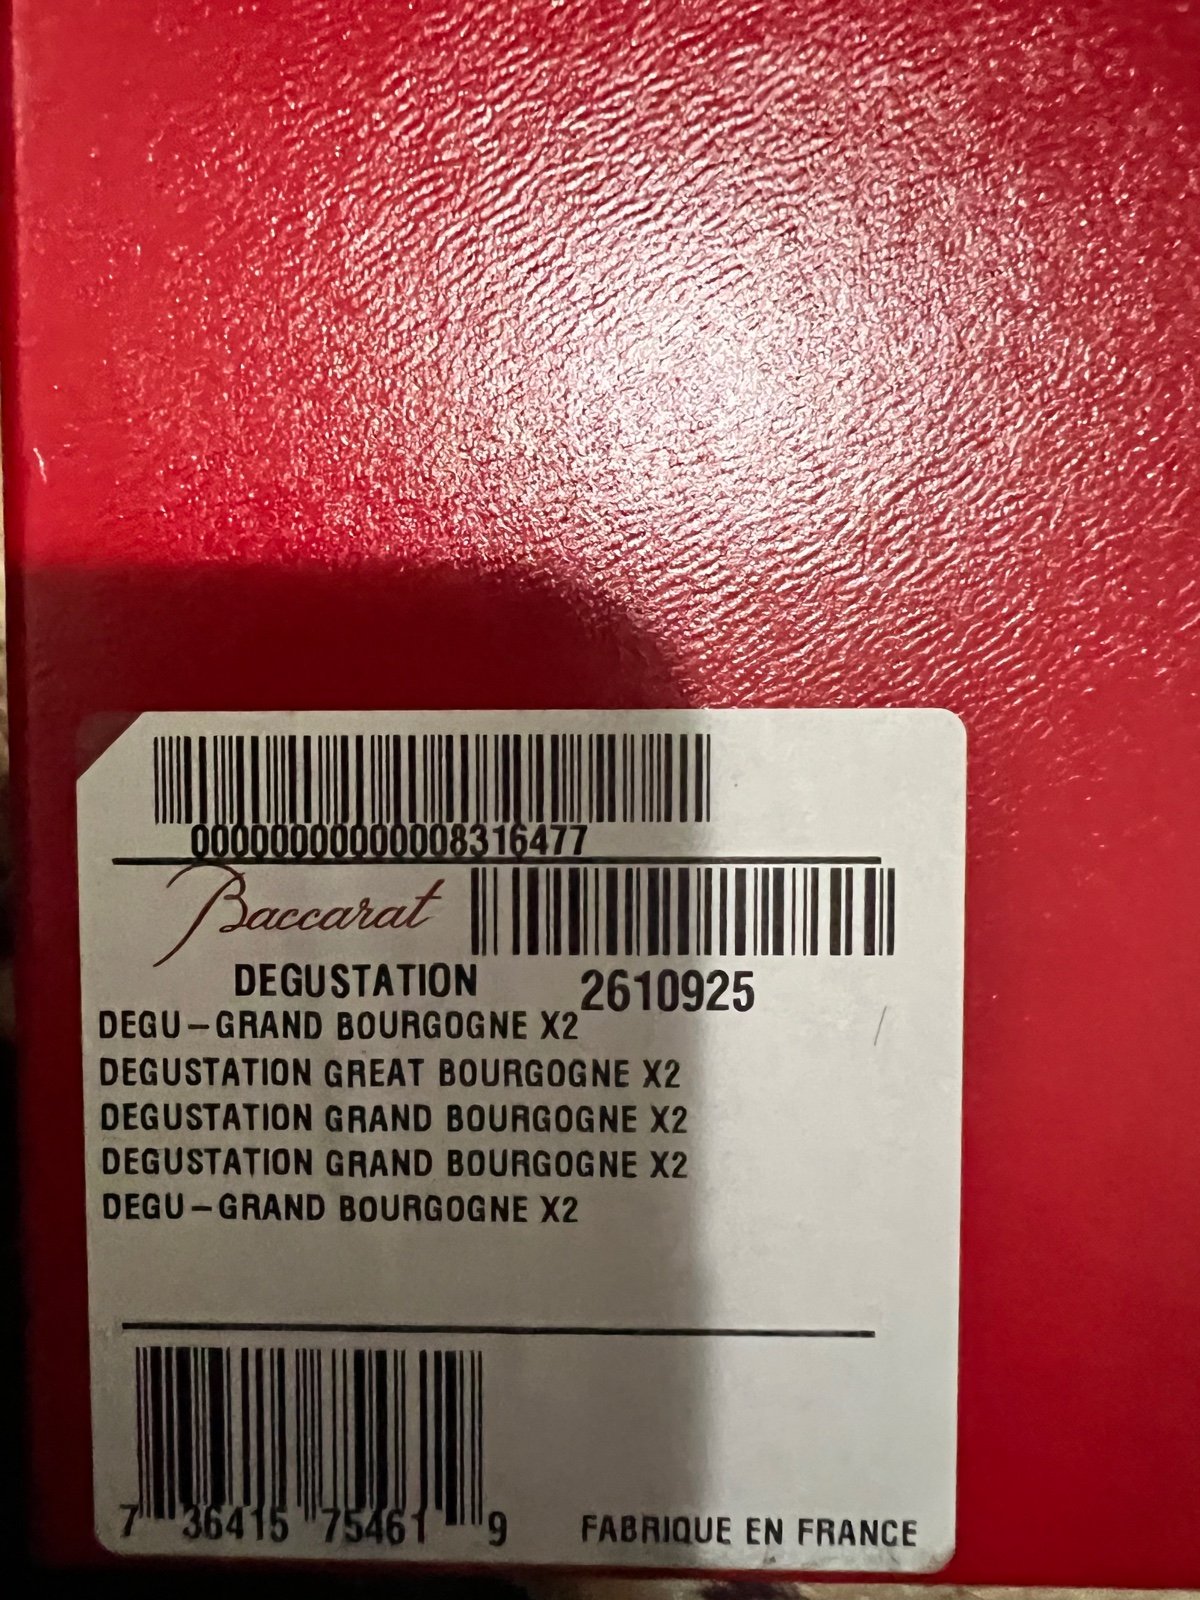 00000000000008316477
Baccarat
DEGUSTATION 2610925
DEGU-GRAND BOURGOGNE X2
DEGUSTATION GREAT BOURGOGNE X2
DEGUSTATION GRAND BOURGOGNE X2
DEGUSTATION GRAND BOURGOGNE X2
DEGU-GRAND BOURGOGNE X2
7 36415 75461 9 FABRIQUE EN FRANCE